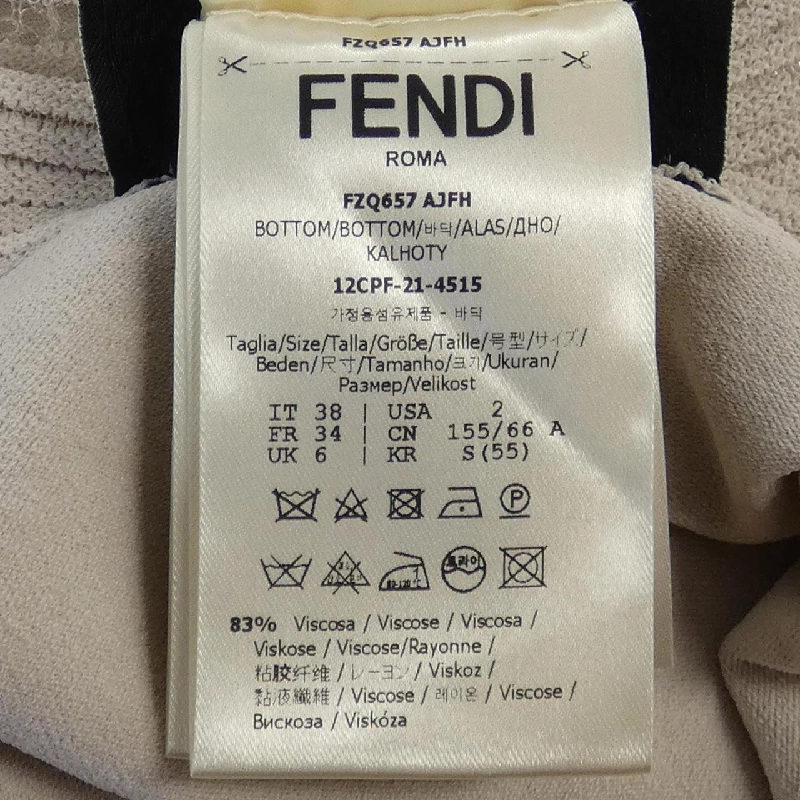 FZQ657 AJFH
FENDI
ROMA
FZQ657 AJFH
BOTTOM/BOTTOM/바닥/ALAS/ДНО/
KALHOTY
12CPF-21-4515
가정용섬유제품 - 바닥
Taglia/Size/Talla/Größe/Taille/号型/サイズ/
Beden/尺寸/Tamanho/크기/Ukuran/
Размер/Velikost
IT 38 | USA 2
FR 34 | CN 155/66 A
UK 6 | KR S(55)
P
드라이
83% Viscosa / Viscose / Viscosa /
Viskose / Viscose/Rayonne /
粘胶纤维 / レーヨン / Viskoz /
黏液纖維 / Viscose / 레이온 / Viscose /
Вискоза / Viskóza